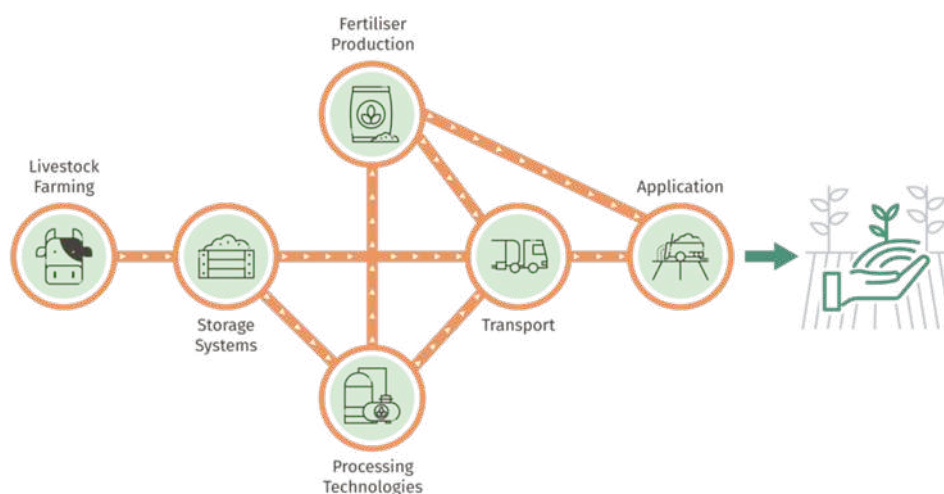 Fertiliser
Production
Livestock
Farming
Application
Storage
Systems
Transport
Processing
Technologies